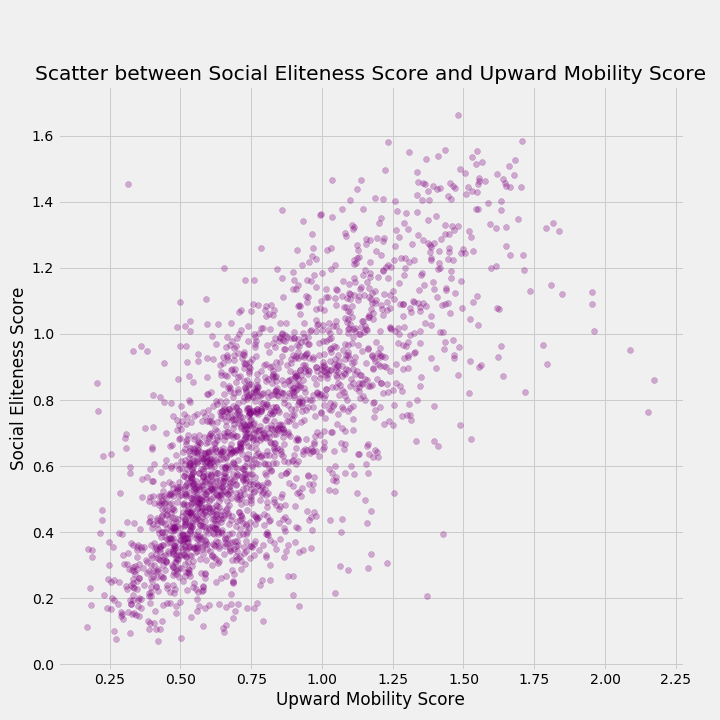 Scatter between Social Eliteness Score and Upward Mobility Score
1.6
1.4
1.2
1.0
0.8
0.6
0.4
0.2
0.0
Social Eliteness Score
0.25 0.50 0.75 1.00 1.25 1.50 1.75 2.00 2.25
Upward Mobility Score